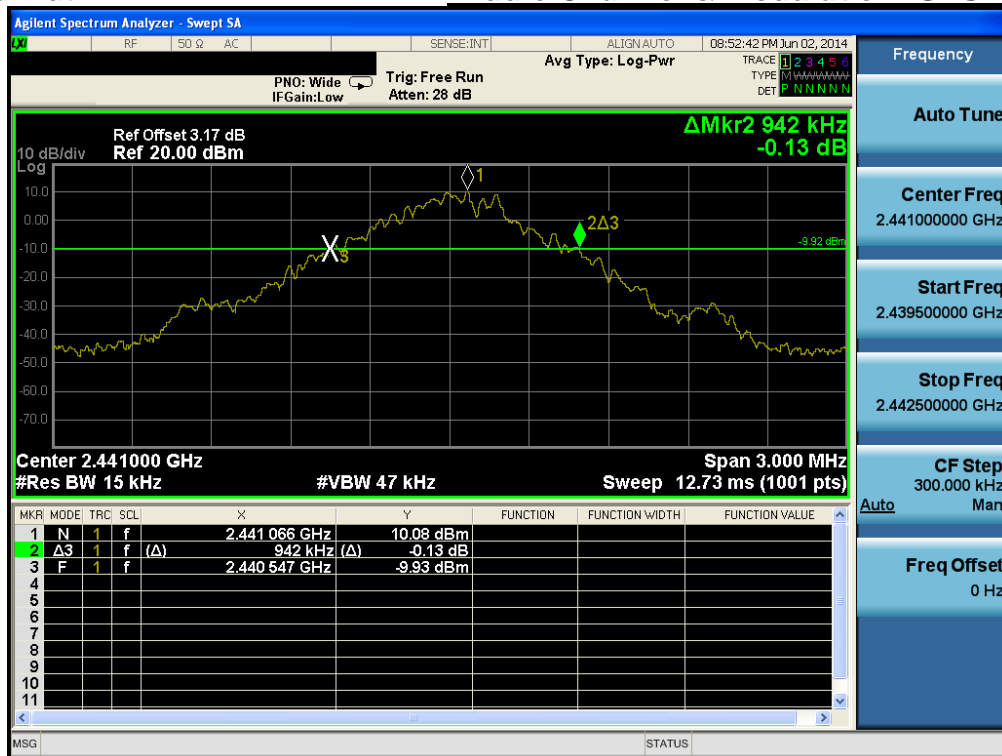 Agilent Spectrum Analyzer - Swept SA
LXI RF 50 Ω AC SENSE:INT ALIGN AUTO 08:52:42 PM Jun 02, 2014
Avg Type: Log-Pwr
TRACE 1 2 3 4 5 6
TYPE M
DET P N N N N N
PNO: Wide
IFGain:Low
Trig: Free Run
Atten: 28 dB
ΔMkr2 942 kHz
-0.13 dB
Ref Offset 3.17 dB
Ref 20.00 dBm
10 dB/div
Log
10.0
0.00
-10.0
-20.0
-30.0
-40.0
-50.0
-60.0
-70.0
1
2Δ3
3
-9.92 dBm
Center 2.441000 GHz
Span 3.000 MHz
#Res BW 15 kHz
#VBW 47 kHz
Sweep 12.73 ms (1001 pts)
MKR MODE TRC SCL X Y FUNCTION FUNCTION WIDTH FUNCTION VALUE
1 N 1 f 2.441 066 GHz 10.08 dBm
2 Δ3 1 f (Δ) 942 kHz (Δ) -0.13 dB
3 F 1 f 2.440 547 GHz -9.93 dBm
4
5
6
7
8
9
10
11
MSG
STATUS
Frequency
Auto Tune
Center Freq
2.441000000 GHz
Start Freq
2.439500000 GHz
Stop Freq
2.442500000 GHz
CF Step
300.000 kHz
Auto Man
Freq Offset
0 Hz